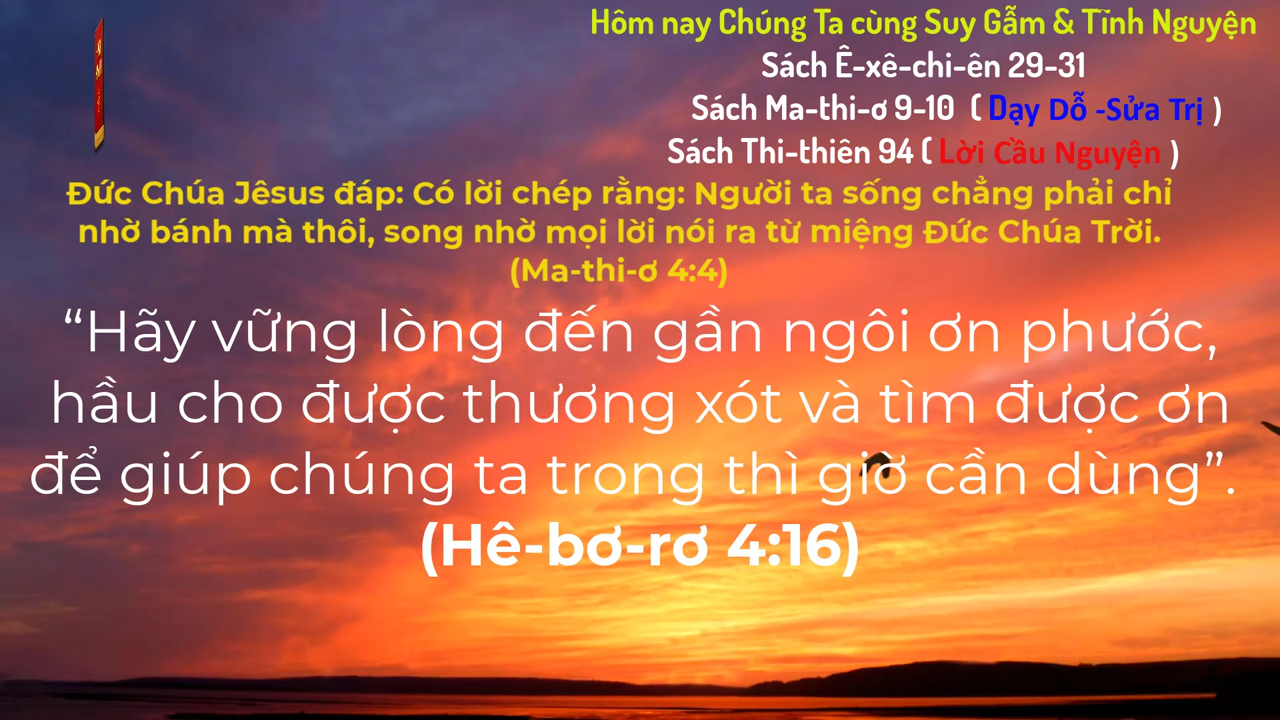 Hôm nay Chúng Ta cùng Suy Gẫm & Tĩnh Nguyện
Sách Ê-xê-chi-ên 29-31
Sách Ma-thi-ơ 9-10 ( Dạy Dỗ -Sửa Trị )
Sách Thi-thiên 94 ( Lời Cầu Nguyện )
Đức Chúa Jêsus đáp: Có lời chép rằng: Người ta sống chẳng phải chỉ
nhờ bánh mà thôi, song nhờ mọi lời nói ra từ miệng Đức Chúa Trời.
(Ma-thi-ơ 4:4)
“Hãy vững lòng đến gần ngôi ơn phước,
hầu cho được thương xót và tìm được ơn
để giúp chúng ta trong thì giờ cần dùng”.
(Hê-bơ-rơ 4:16)